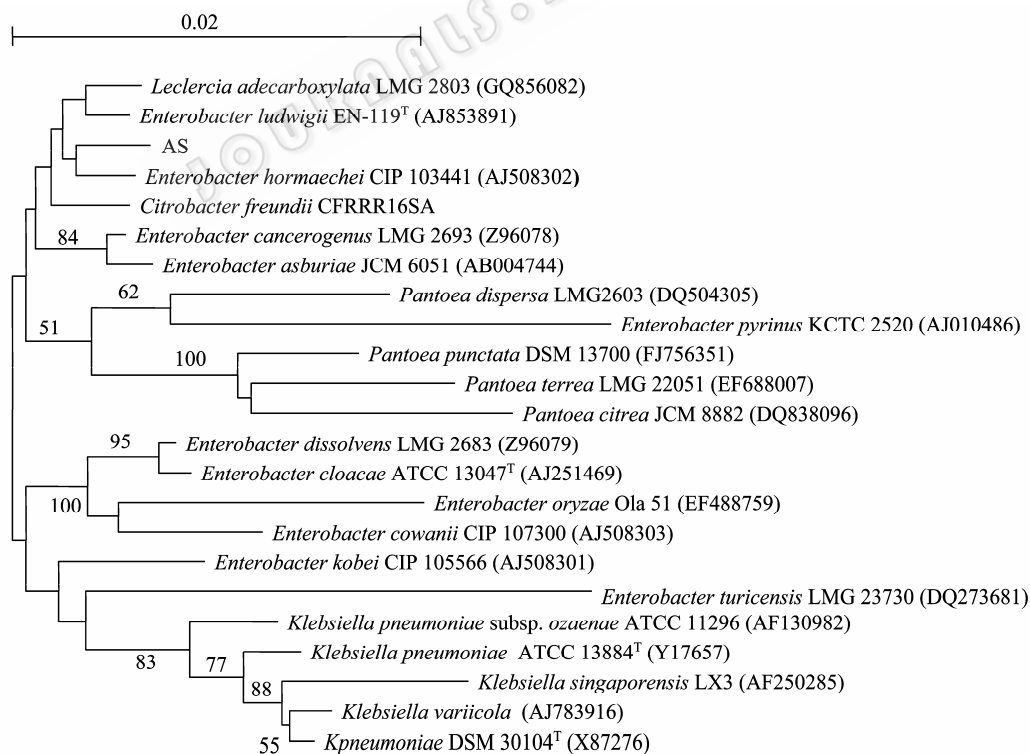 JOURNALS.
0.02
Leclercia adecarboxylata LMG 2803 (GQ856082)
Enterobacter ludwigii EN-119ᵀ (AJ853891)
AS
Enterobacter hormaechei CIP 103441 (AJ508302)
Citrobacter freundii CFRRR16SA
84
Enterobacter cancerogenus LMG 2693 (Z96078)
Enterobacter asburiae JCM 6051 (AB004744)
62
Pantoea dispersa LMG2603 (DQ504305)
51
Enterobacter pyrinus KCTC 2520 (AJ010486)
100
Pantoea punctata DSM 13700 (FJ756351)
Pantoea terrea LMG 22051 (EF688007)
Pantoea citrea JCM 8882 (DQ838096)
95
Enterobacter dissolvens LMG 2683 (Z96079)
Enterobacter cloacae ATCC 13047ᵀ (AJ251469)
100
Enterobacter oryzae Ola 51 (EF488759)
Enterobacter cowanii CIP 107300 (AJ508303)
Enterobacter kobei CIP 105566 (AJ508301)
Enterobacter turicensis LMG 23730 (DQ273681)
Klebsiella pneumoniae subsp. ozaenae ATCC 11296 (AF130982)
83
77
Klebsiella pneumoniae ATCC 13884ᵀ (Y17657)
88
Klebsiella singaporensis LX3 (AF250285)
Klebsiella variicola (AJ783916)
55
Kpneumoniae DSM 30104ᵀ (X87276)